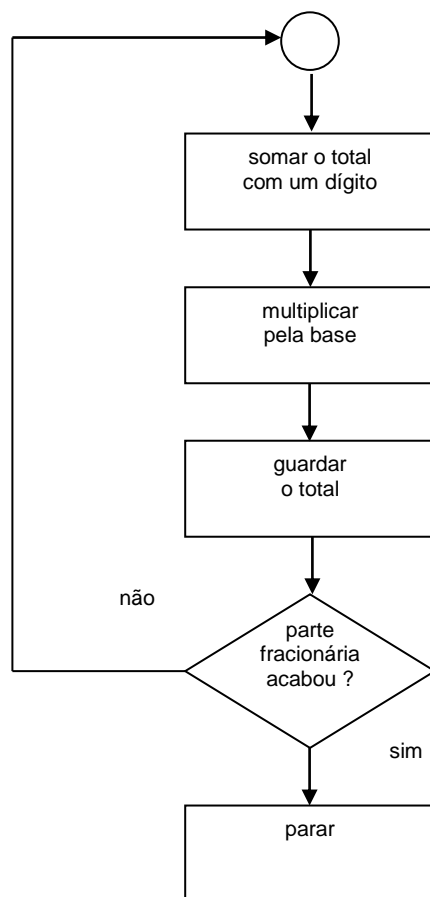 somar o total
com um dígito
multiplicar
pela base
guardar
o total
não
parte
fracionária
acabou ?
sim
parar